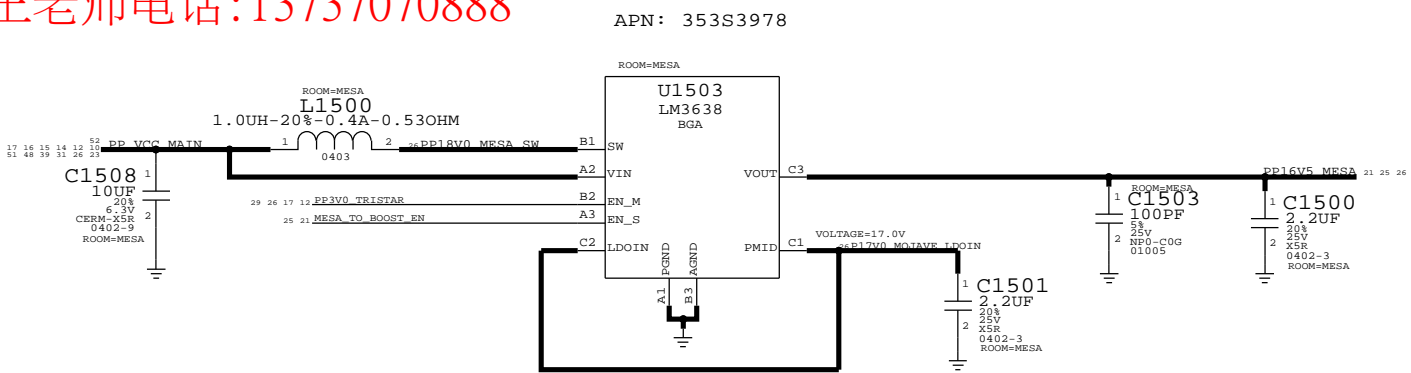 王老师电话:13737070888
APN: 353S3978
ROOM=MESA
U1503
LM3638
BGA
ROOM=MESA
L1500
1.0UH-20%-0.4A-0.53OHM
1
2
0403
26 PP18V0_MESA_SW
B1
SW
52
17 16 15 14 12 10
51 48 39 31 26 23
PP_VCC_MAIN
A2
VIN
VOUT
C3
PP16V5_MESA
21 25 26
C1508
10UF
20%
6.3V
CERM-X5R
0402-9
ROOM=MESA
1
2
29 26 17 12
PP3V0_TRISTAR
B2
EN_M
25 21
MESA_TO_BOOST_EN
A3
EN_S
C2
LDOIN
PMID
C1
VOLTAGE=17.0V
26 P17V0_MOJAVE_LDOIN
PGND
AGND
A1
B3
ROOM=MESA
C1503
100PF
5%
25V
NP0-C0G
01005
1
2
C1500
2.2UF
20%
25V
X5R
0402-3
ROOM=MESA
1
2
C1501
2.2UF
20%
25V
X5R
0402-3
ROOM=MESA
1
2